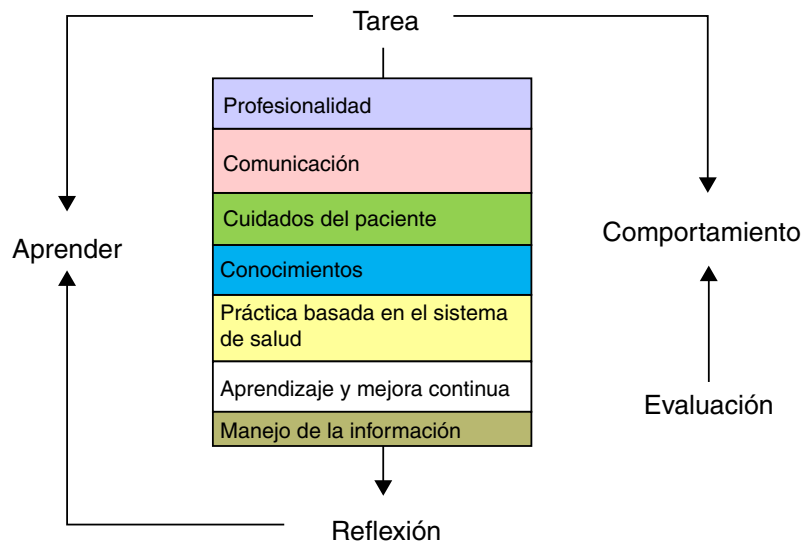 Tarea
Profesionalidad
Comunicación
Cuidados del paciente
Aprender
Comportamiento
Conocimientos
Práctica basada en el sistema
de salud
Aprendizaje y mejora continua
Evaluación
Manejo de la información
Reflexión